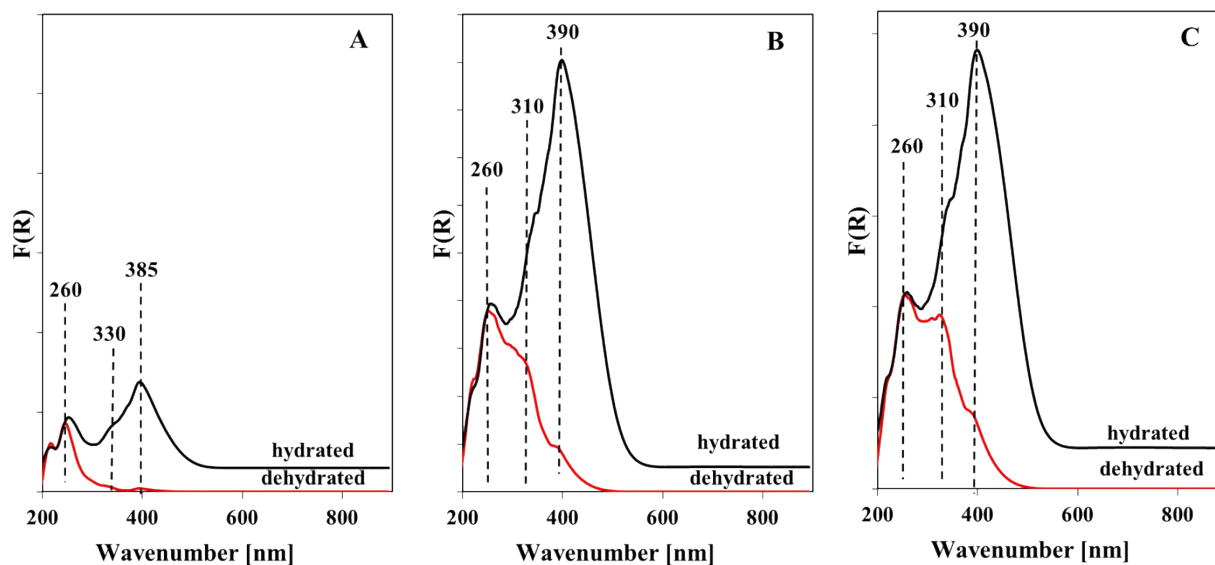 A
385
260
330
hydrated
dehydrated
F(R)
200
400
600
800
Wavenumber [nm]
B
390
310
260
hydrated
dehydrated
F(R)
200
400
600
800
Wavenumber [nm]
C
390
310
260
hydrated
dehydrated
F(R)
200
400
600
800
Wavenumber [nm]